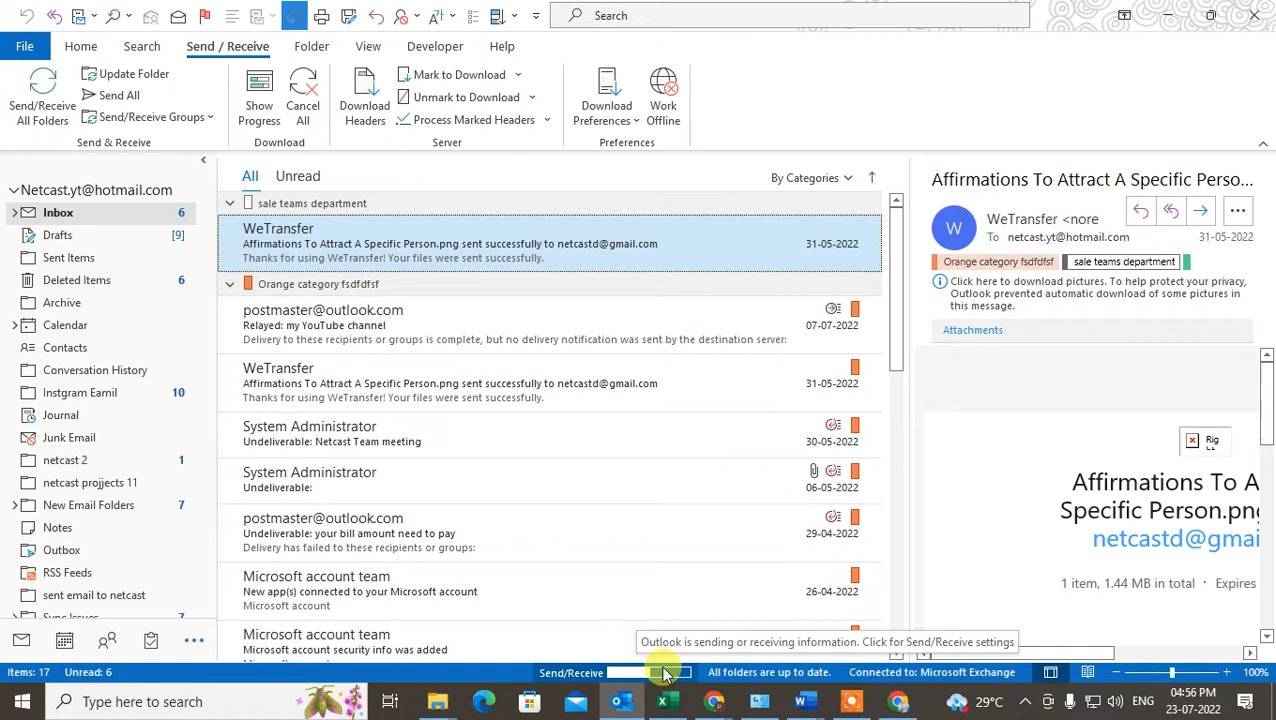 Search
File
Home
Search
Send / Receive
Folder
View
Developer
Help
Send/Receive
All Folders
Update Folder
Send All
Send/Receive Groups
Send & Receive
Show
Progress
Cancel
All
Download
Download
Headers
Mark to Download
Unmark to Download
Process Marked Headers
Server
Download
Preferences
Work
Offline
Preferences
Netcast.yt@hotmail.com
Inbox 6
Drafts [9]
Sent Items
Deleted Items 6
Archive
Calendar
Contacts
Conversation History
Instgram Eamil 10
Journal
Junk Email
netcast 2 1
netcast projjects 11
New Email Folders 7
Notes
Outbox
RSS Feeds
sent email to netcast
Sync Issues 7
All
Unread
By Categories
sale teams department
WeTransfer
Affirmations To Attract A Specific Person.png sent successfully to netcastd@gmail.com 31-05-2022
Thanks for using WeTransfer! Your files were sent successfully.
Orange category fsdfdfsf
postmaster@outlook.com
Relayed: my YouTube channel 07-07-2022
Delivery to these recipients or groups is complete, but no delivery notification was sent by the destination server:
WeTransfer
Affirmations To Attract A Specific Person.png sent successfully to netcastd@gmail.com 31-05-2022
Thanks for using WeTransfer! Your files were sent successfully.
System Administrator
Undeliverable: Netcast Team meeting 30-05-2022
System Administrator
Undeliverable: 06-05-2022
postmaster@outlook.com
Undeliverable: your bill amount need to pay 29-04-2022
Delivery has failed to these recipients or groups:
Microsoft account team
New app(s) connected to your Microsoft account 26-04-2022
Microsoft account
Microsoft account team
Microsoft account security info was added
Affirmations To Attract A Specific Perso...
W
WeTransfer <nore
To netcast.yt@hotmail.com 31-05-2022
Orange category fsdfdfsf sale teams department
Click here to download pictures. To help protect your privacy,
Outlook prevented automatic download of some pictures in
this message.
Attachments
Rig
Affirmations To A
Specific Person.png
netcastd@gmai
1 item, 1.44 MB in total • Expires
Outlook is sending or receiving information. Click for Send/Receive settings
Items: 17 Unread: 6 Send/Receive All folders are up to date. Connected to: Microsoft Exchange 100%
Type here to search
29°C
ENG
04:56 PM
23-07-2022